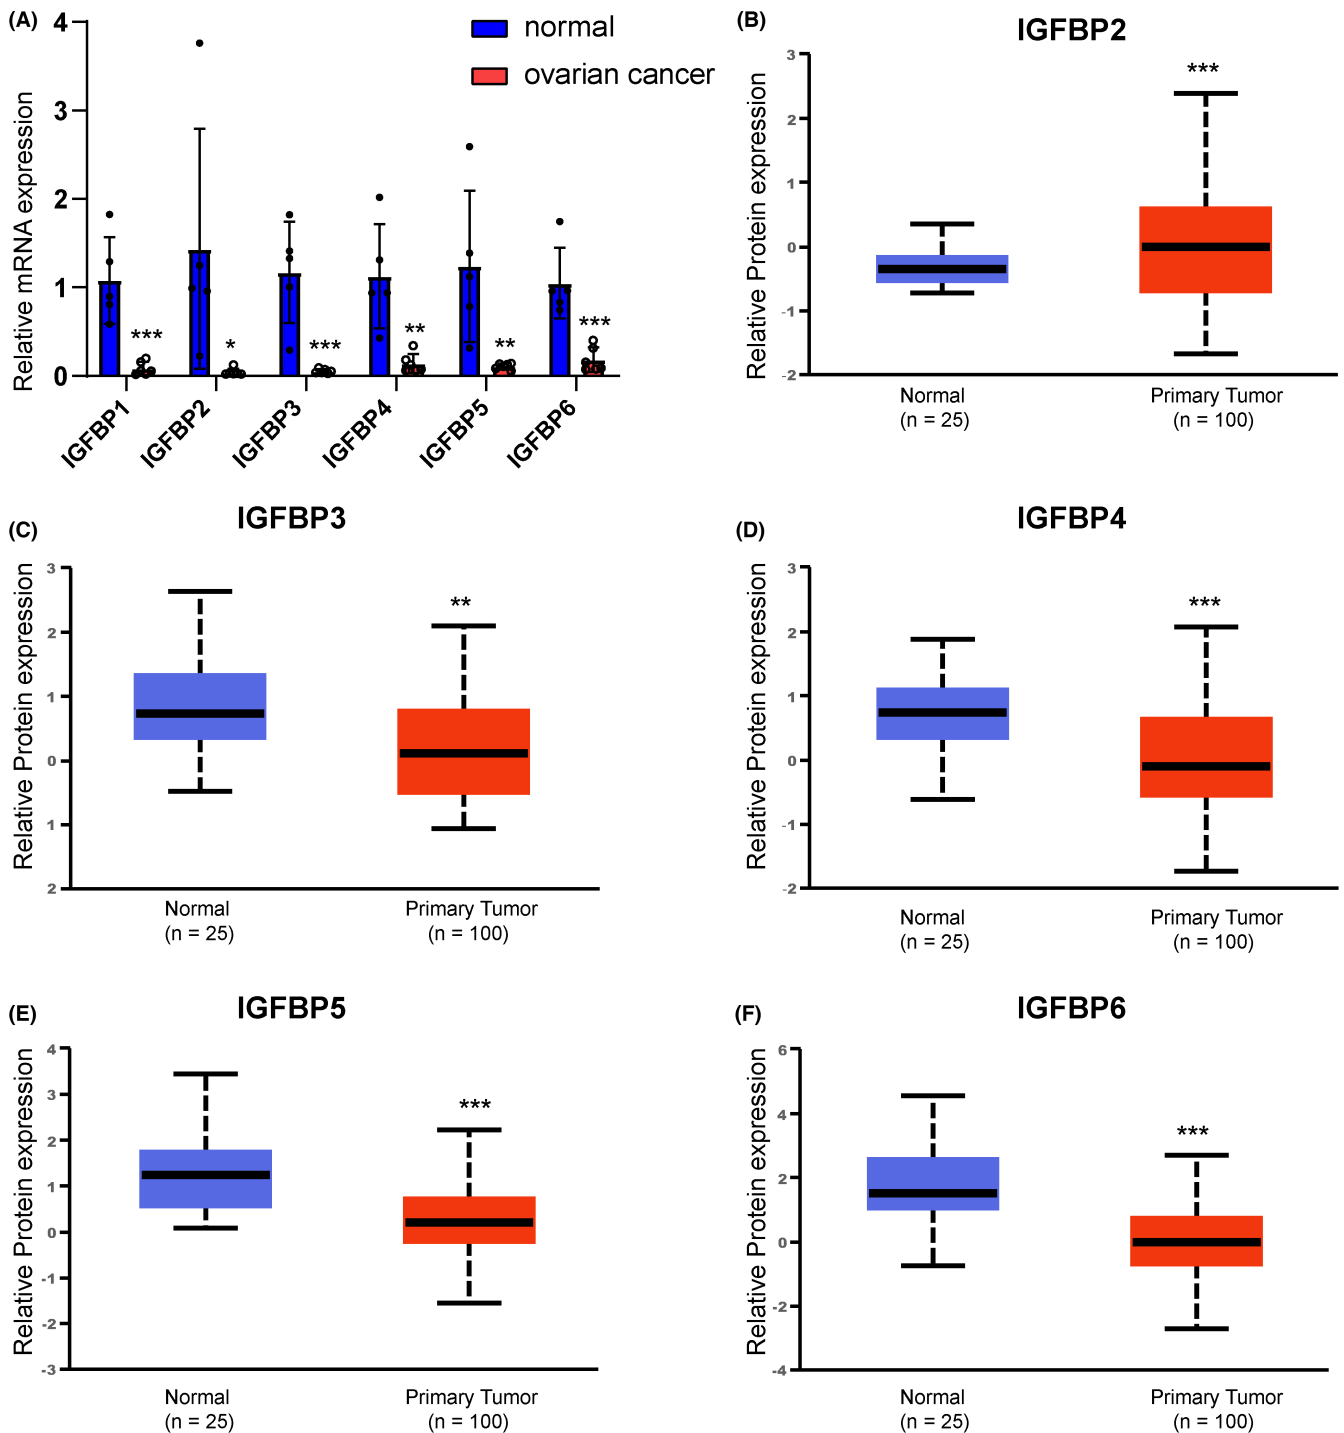 (A)
normal
ovarian cancer
Relative mRNA expression
4
3
2
1
0
***
*
***
**
**
***
IGFBP1
IGFBP2
IGFBP3
IGFBP4
IGFBP5
IGFBP6
(B)
IGFBP2
Relative Protein expression
3
2
1
0
-1
-2
***
Normal
(n = 25)
Primary Tumor
(n = 100)
(C)
IGFBP3
Relative Protein expression
3
2
1
0
1
2
**
Normal
(n = 25)
Primary Tumor
(n = 100)
(D)
IGFBP4
Relative Protein expression
3
2
1
0
-1
-2
***
Normal
(n = 25)
Primary Tumor
(n = 100)
(E)
IGFBP5
Relative Protein expression
4
3
2
1
0
-1
-2
-3
***
Normal
(n = 25)
Primary Tumor
(n = 100)
(F)
IGFBP6
Relative Protein expression
6
4
2
0
-2
-4
***
Normal
(n = 25)
Primary Tumor
(n = 100)